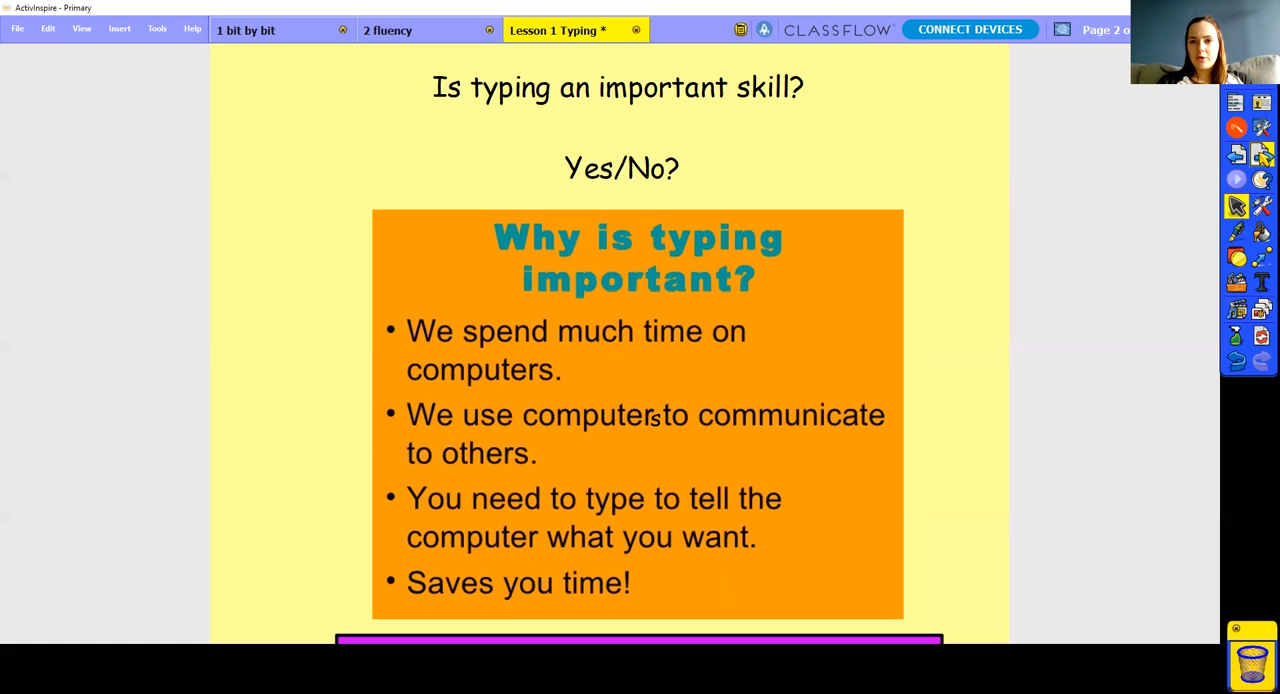 ActivInspire - Primary
File Edit View Insert Tools Help
1 bit by bit
2 fluency
Lesson 1 Typing *
CLASSFLOW
CONNECT DEVICES
Page 2 o
Is typing an important skill?
Yes/No?
Why is typing
important?
• We spend much time on
computers.
• We use computers to communicate
to others.
• You need to type to tell the
computer what you want.
• Saves you time!